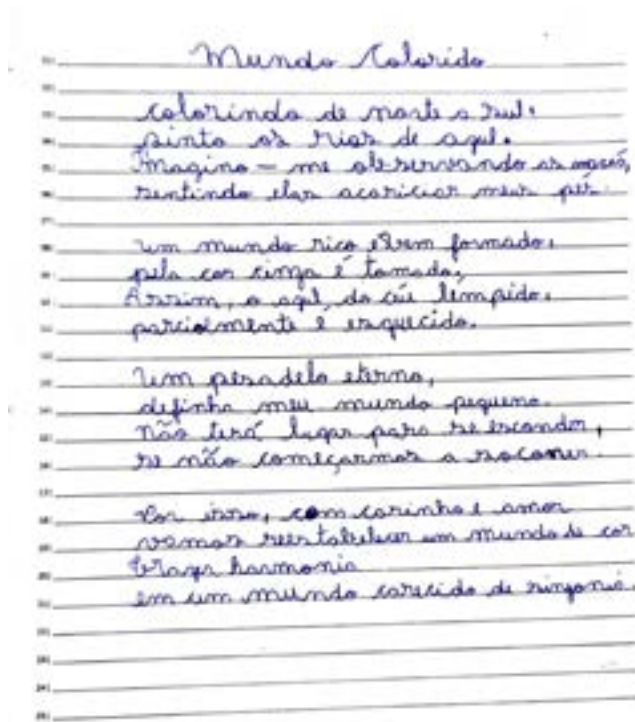 Mundo Colorido
Colorindo de norte a sul.
pinto os rios de azul.
Imagino-me observando as marés,
sentindo elas acariciar meus pés.
Um mundo rico e bem formado,
pela cor cinza é tomado,
Assim, o azul do céu límpido,
parcialmente é esquecido.
Um pesadelo eterno,
definha meu mundo pequeno.
Não terá lugar para se esconder,
se não começarmos a socorrer.
Por isso, com carinho e amor
vamos reestabelecer um mundo de cor
traga harmonia
em um mundo carecido de sinfonia.